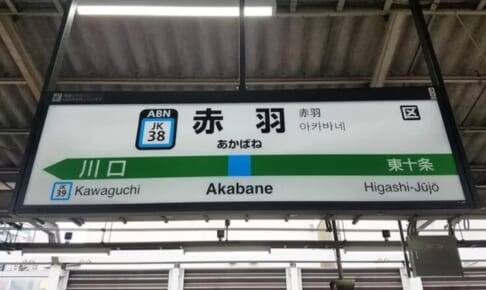 ABN
JK
38
赤羽
あかばね
赤羽
아카바네
区
川口
東十条
JK
39
Kawaguchi
Akabane
Higashi-Jūjō